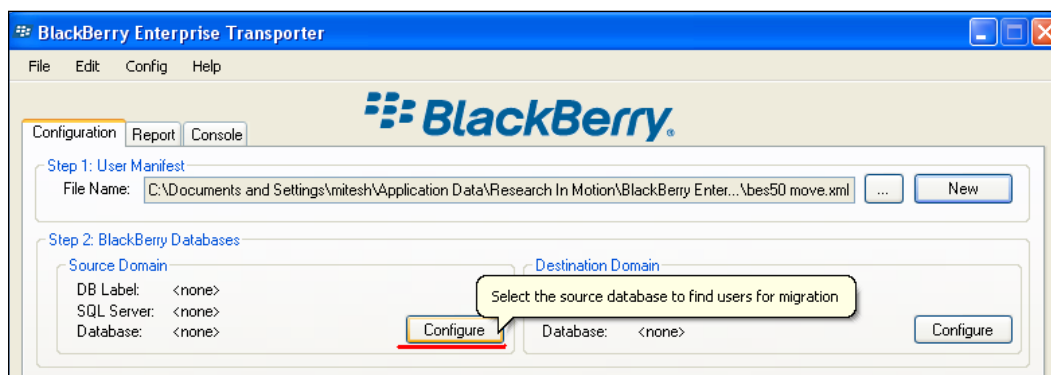 BlackBerry Enterprise Transporter
File Edit Config Help
BlackBerry.
Configuration Report Console
Step 1: User Manifest
File Name: C:\Documents and Settings\mitesh\Application Data\Research In Motion\BlackBerry Enter...\bes50 move.xml ... New
Step 2: BlackBerry Databases
Source Domain
DB Label: <none>
SQL Server: <none>
Database: <none>
Configure
Select the source database to find users for migration
Destination Domain
Database: <none>
Configure